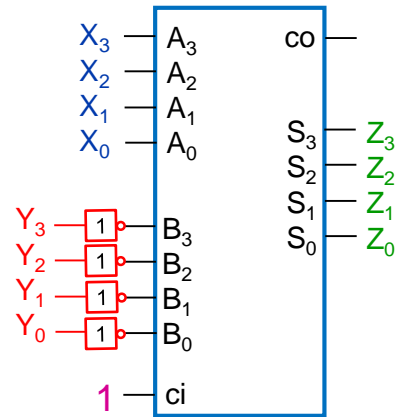 X₃ A₃ co
X₂ A₂
X₁ A₁
X₀ A₀
S₃ Z₃
S₂ Z₂
S₁ Z₁
S₀ Z₀
Y₃ 1 B₃
Y₂ 1 B₂
Y₁ 1 B₁
Y₀ 1 B₀
1 ci